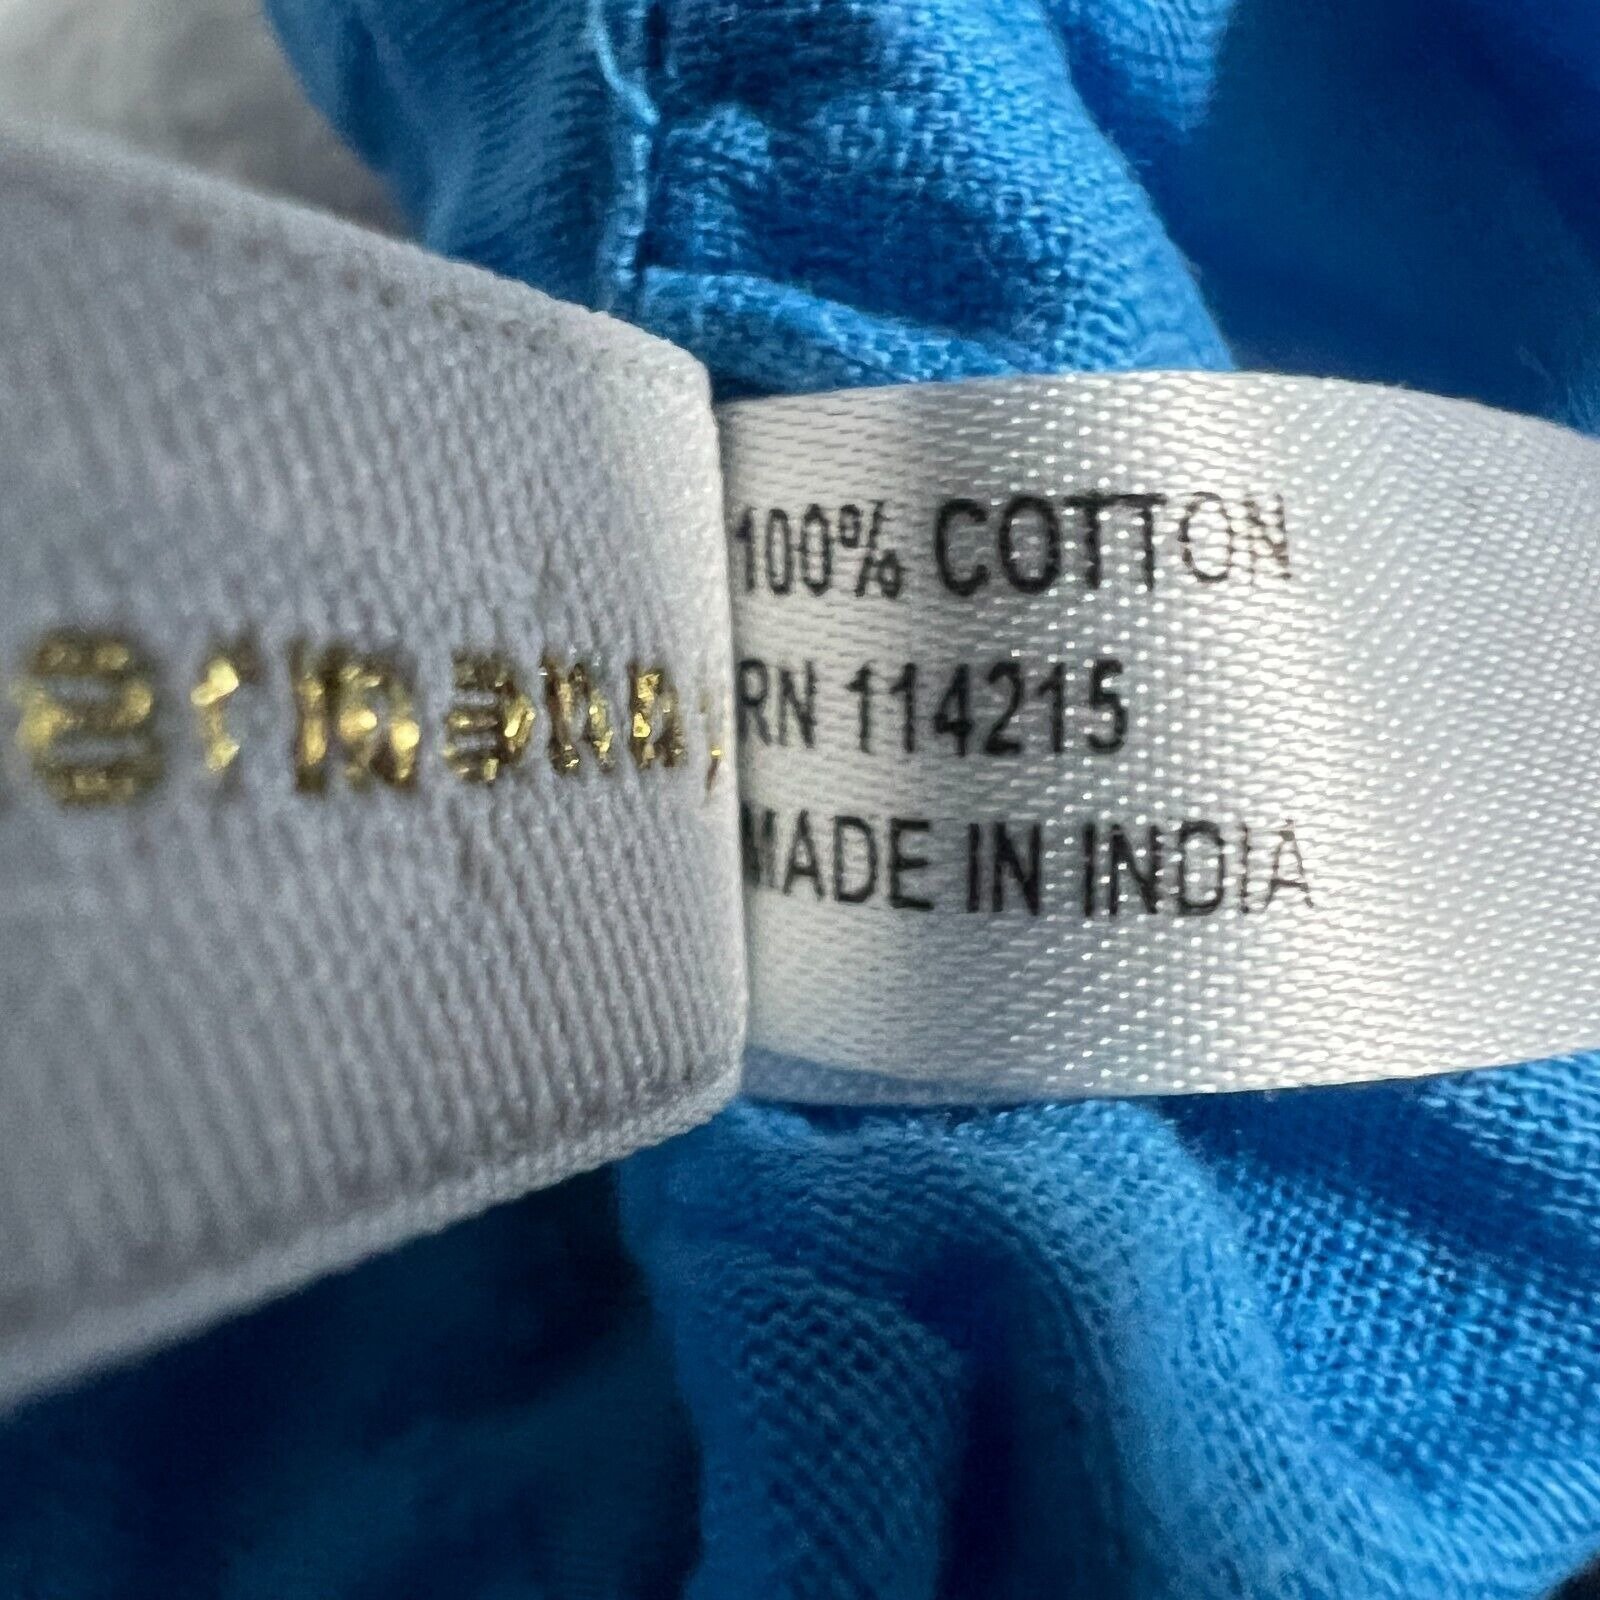 100% COTTON
RN 114215
MADE IN INDIA